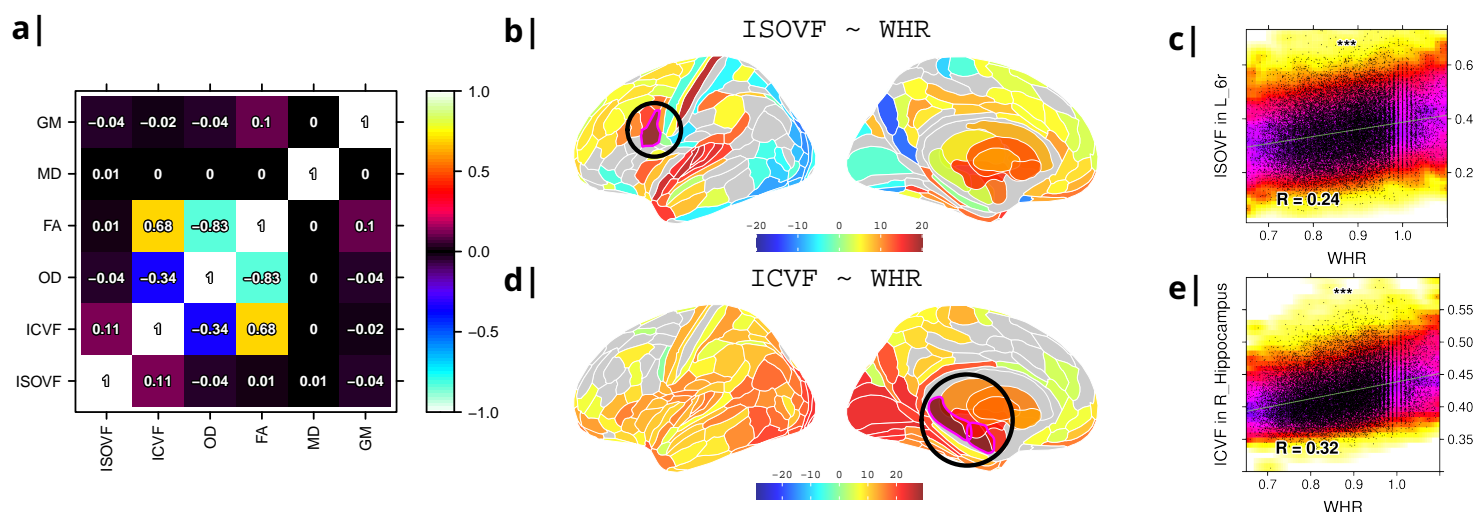 a|
GM
MD
FA
OD
ICVF
ISOVF
−0.04 −0.02 −0.04 0.1 0 1
0.01 0 0 0 1 0
0.01 0.68 −0.83 1 0 0.1
−0.04 −0.34 1 −0.83 0 −0.04
0.11 1 −0.34 0.68 0 −0.02
1 0.11 −0.04 0.01 0.01 −0.04
ISOVF ICVF OD FA MD GM
1.0
0.5
0.0
−0.5
−1.0
b|
ISOVF ~ WHR
−20 −10 0 10 20
c|
***
ISOVF in L_6r
R = 0.24
0.6
0.4
0.2
0.7 0.8 0.9 1.0
WHR
d|
ICVF ~ WHR
−20 −10 0 10 20
e|
***
ICVF in R_Hippocampus
R = 0.32
0.55
0.50
0.45
0.40
0.35
0.7 0.8 0.9 1.0
WHR